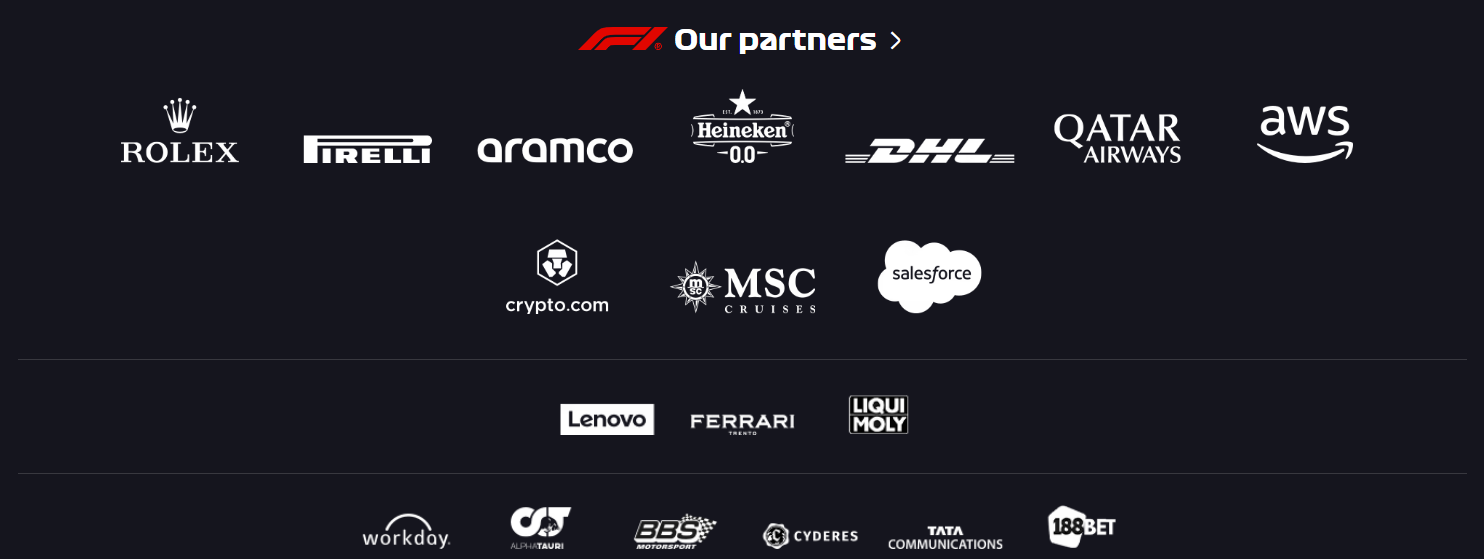 F1® Our partners
ROLEX
PIRELLI
aramco
EST. 1873
Heineken®
0.0
DHL
QATAR
AIRWAYS
aws
crypto.com
msc
MSC
CRUISES
salesforce
Lenovo
FERRARI
TRENTO
LIQUI
MOLY
workday.
ALPHATAURI
BBS
MOTORSPORT
CYDERES
TATA
COMMUNICATIONS
188BET